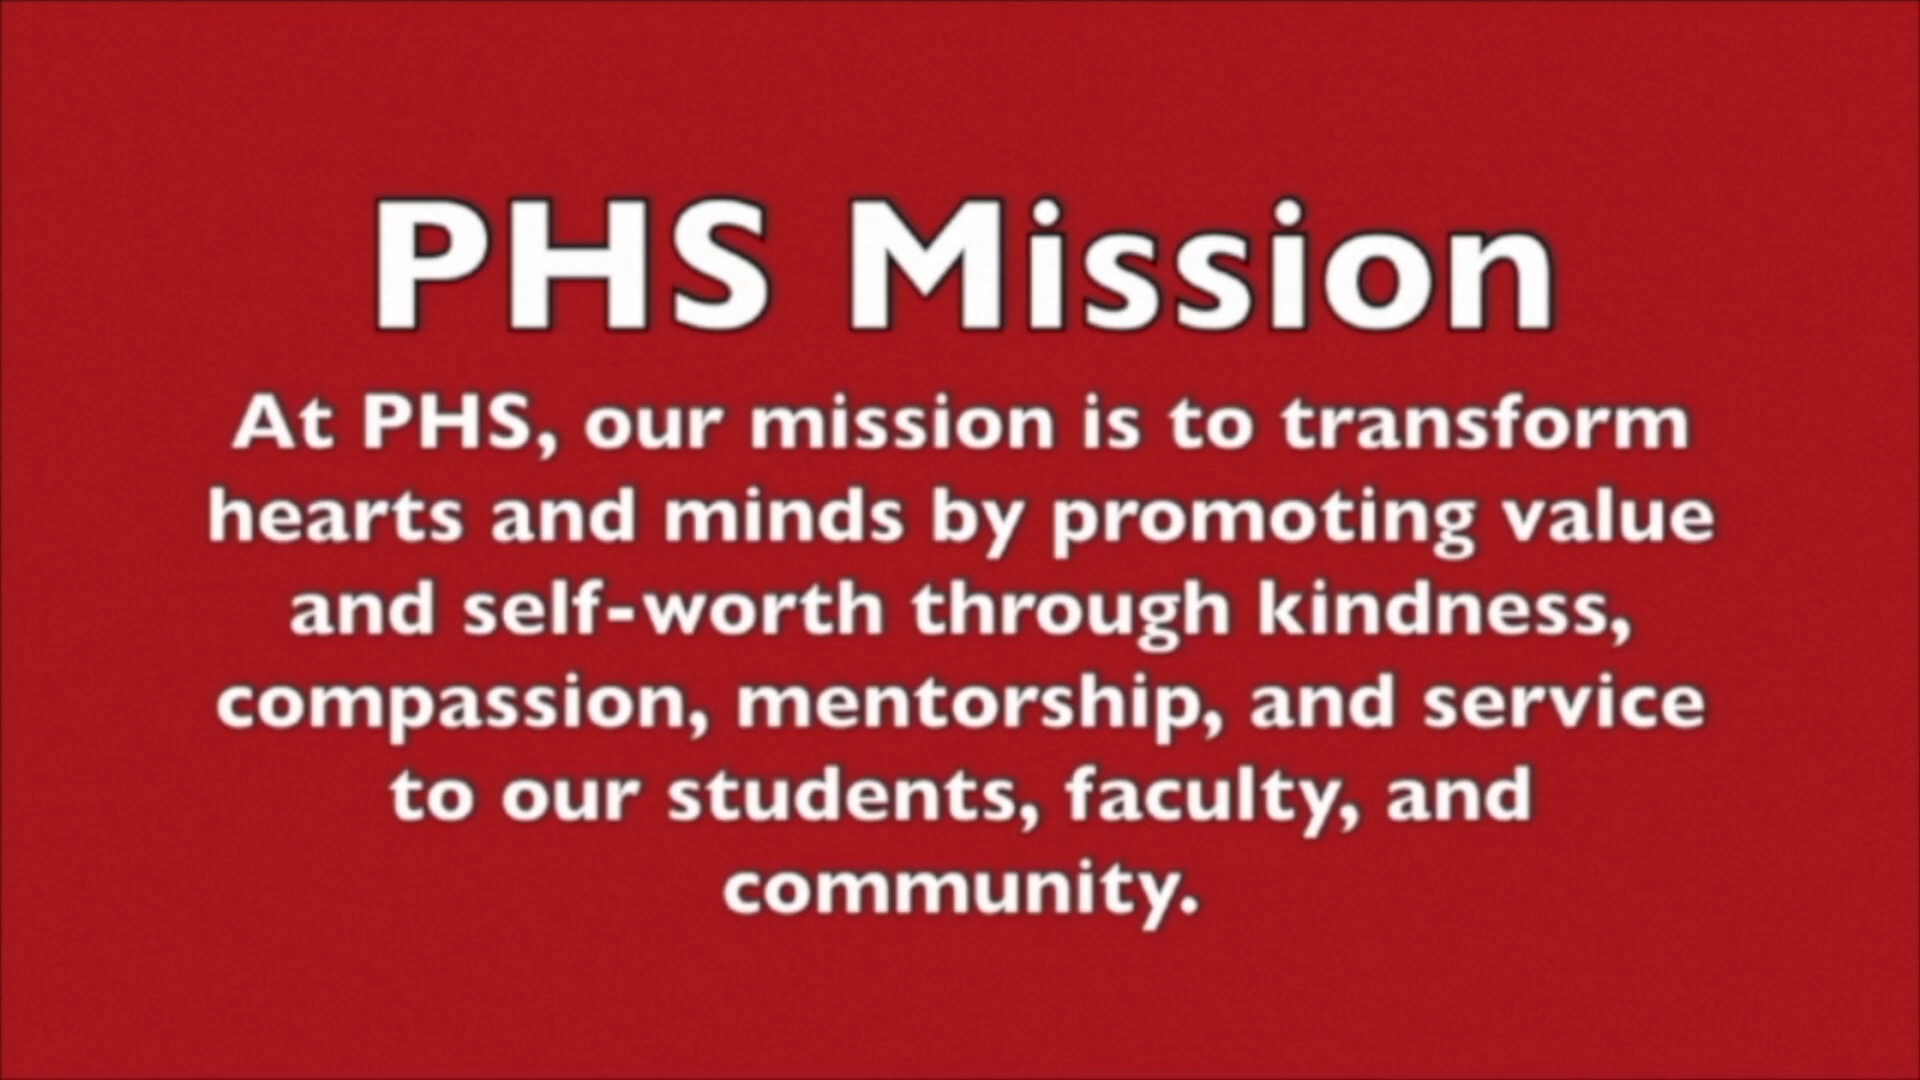 PHS Mission
At PHS, our mission is to transform
hearts and minds by promoting value
and self-worth through kindness,
compassion, mentorship, and service
to our students, faculty, and
community.